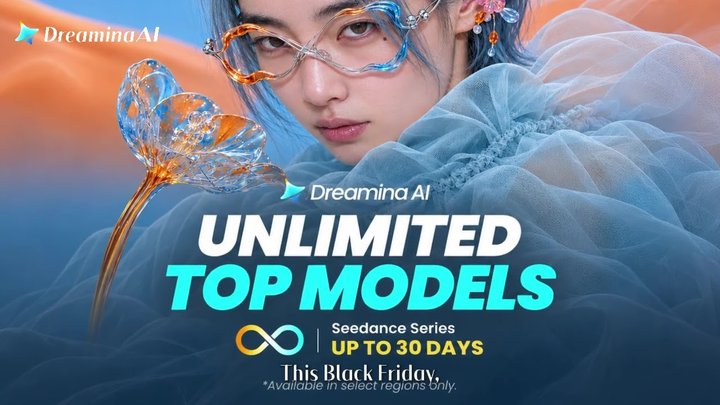 Dreamina AI
Dreamina AI
UNLIMITED
TOP MODELS
Seedance Series
UP TO 30 DAYS
This Black Friday,
*Available in select regions only.